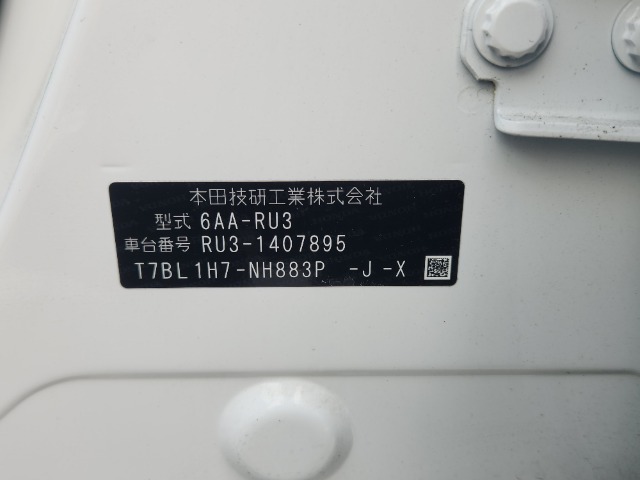 本田技研工業株式会社
型式 6AA-RU3
車台番号 RU3-1407895
T7BL1H7-NH883P -J-X